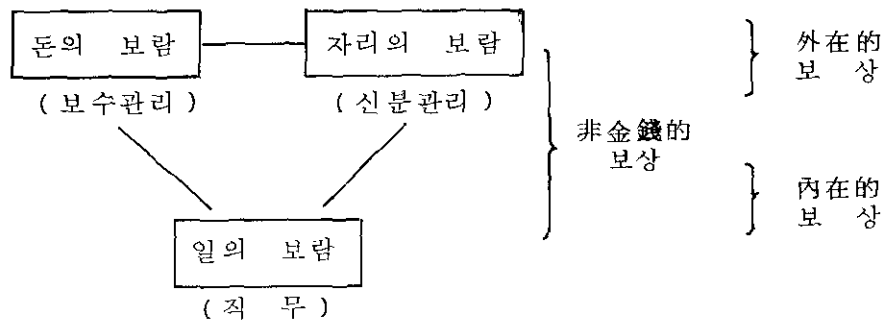 돈의 보람
자리의 보람
外在的
보 상
( 보수관리 )
( 신분관리 )
非金錢的
보상
內在的
보 상
일의 보람
( 직 무 )